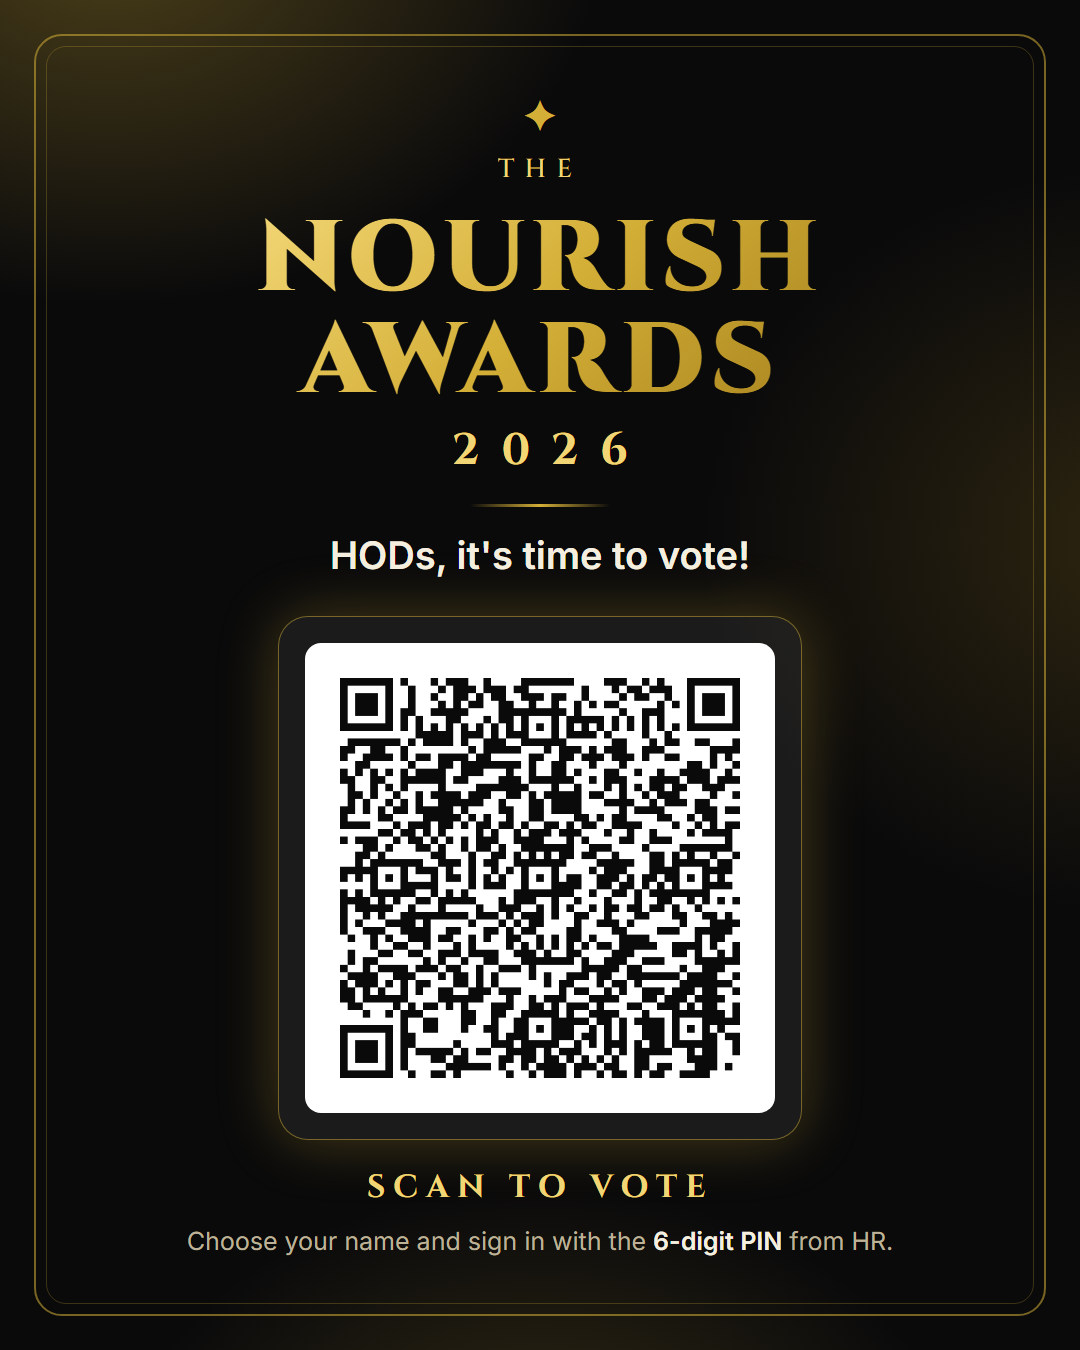 THE
NOURISH
AWARDS
2026
HODs, it's time to vote!
SCAN TO VOTE
Choose your name and sign in with the 6-digit PIN from HR.